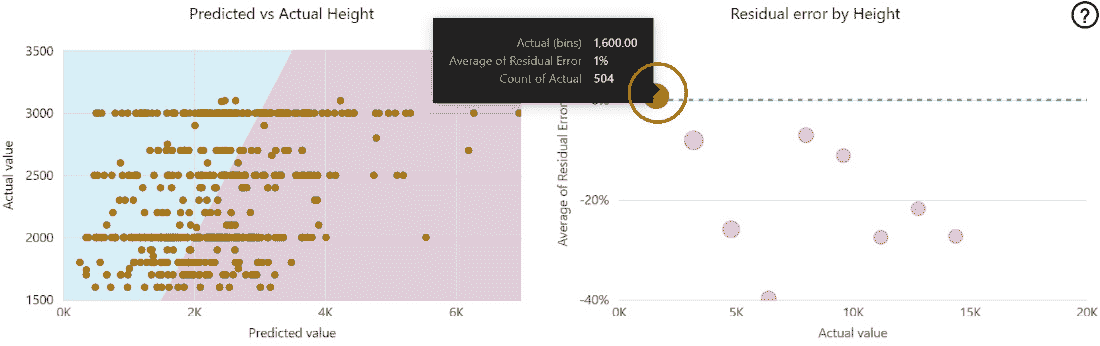 Predicted vs Actual Height
Actual value
3500
3000
2500
2000
1500
0K
2K
4K
6K
Predicted value
Residual error by Height
?
Actual (bins) 1,600.00
Average of Residual Error 1%
Count of Actual 504
Average of Residual Error
0%
-20%
-40%
0K
5K
10K
15K
20K
Actual value